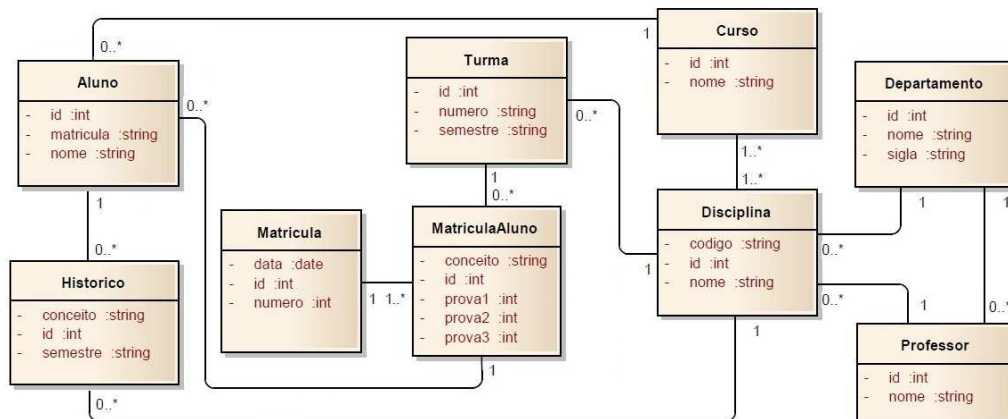 Curso
- id :int
- nome :string
0..*
1
Aluno
- id :int
- matricula :string
- nome :string
0..*
Turma
- id :int
- numero :string
- semestre :string
0..*
Departamento
- id :int
- nome :string
- sigla :string
1..*
1..*
1
0..*
1
0..*
1
1
Matricula
- data :date
- id :int
- numero :int
MatriculaAluno
- conceito :string
- id :int
- prova1 :int
- prova2 :int
- prova3 :int
1
1..*
Disciplina
- codigo :string
- id :int
- nome :string
0..*
1
0..*
1
0..*
Historico
- conceito :string
- id :int
- semestre :string
1
1
Professor
- id :int
- nome :string
0..*